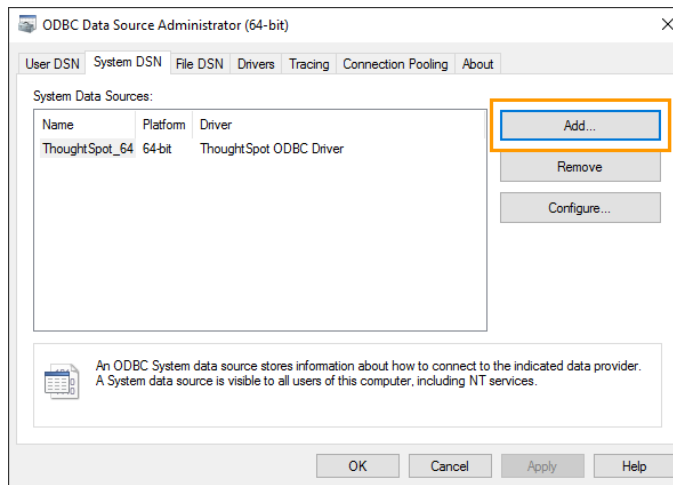 ODBC Data Source Administrator (64-bit)
User DSN System DSN File DSN Drivers Tracing Connection Pooling About
System Data Sources:
Name Platform Driver
ThoughtSpot_64 64-bit ThoughtSpot ODBC Driver
Add...
Remove
Configure...
An ODBC System data source stores information about how to connect to the indicated data provider.
A System data source is visible to all users of this computer, including NT services.
OK Cancel Apply Help